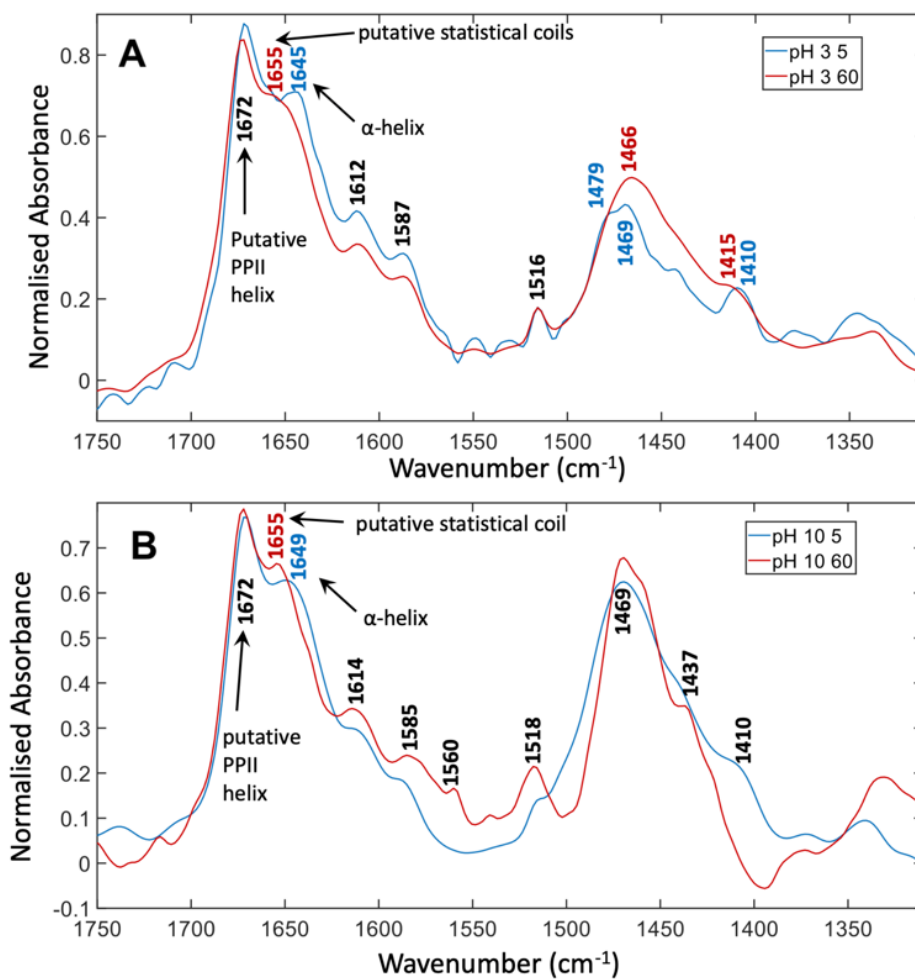 A
putative statistical coils
pH 3 5
pH 3 60
1655
1645
1672
α-helix
Putative
PPII
helix
1612
1587
1516
1479
1469
1466
1415
1410
Normalised Absorbance
0.8
0.6
0.4
0.2
0
1750 1700 1650 1600 1550 1500 1450 1400 1350
Wavenumber (cm⁻¹)
B
putative statistical coil
pH 10 5
pH 10 60
1655
1649
1672
α-helix
putative
PPII
helix
1614
1585
1560
1518
1469
1437
1410
Normalised Absorbance
0.7
0.6
0.5
0.4
0.3
0.2
0.1
0
-0.1
1750 1700 1650 1600 1550 1500 1450 1400 1350
Wavenumber (cm⁻¹)